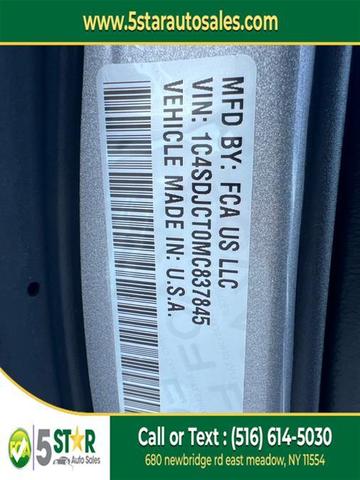 https://www.5starautosales.com/
MFD BY: FCA US LLC
VIN: 1C4SDJCT0MC837845
VEHICLE MADE IN U.S.A.
5 STAR
Auto Sales
Call or Text : (516) 614-5030
680 newbridge rd east meadow, NY 11554